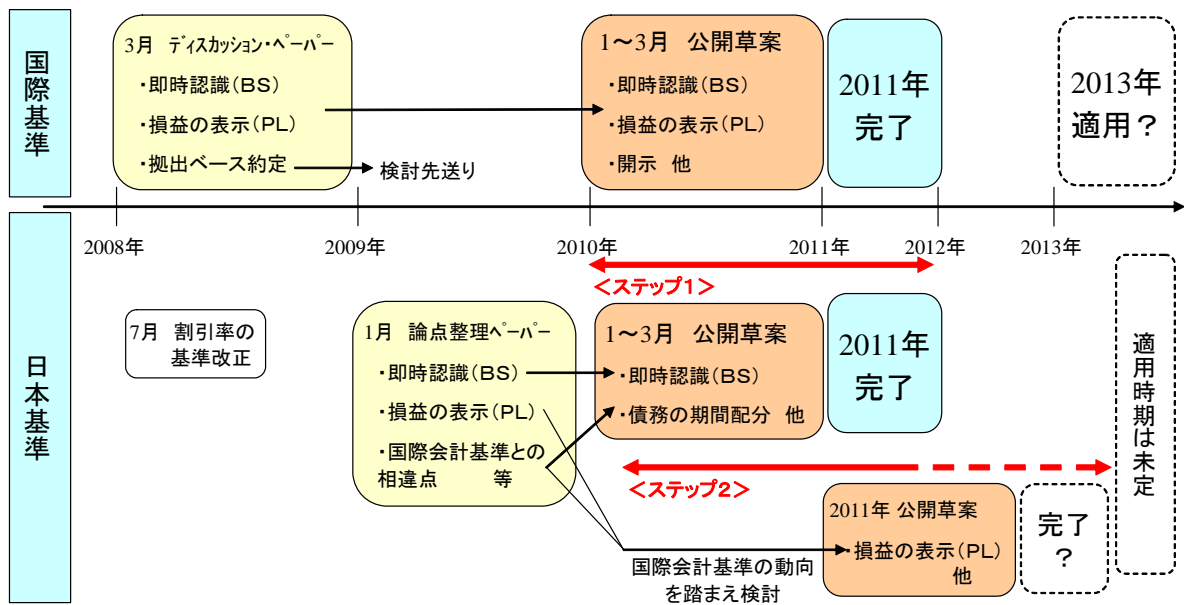 国際基準
3月 ディスカッション・ペーパー
・即時認識(BS)
・損益の表示(PL)
・拠出ベース約定
検討先送り
1～3月 公開草案
・即時認識(BS)
・損益の表示(PL)
・開示 他
2011年
完了
2013年
適用？
2008年
2009年
2010年
2011年
2012年
2013年
日本基準
＜ステップ1＞
7月 割引率の
基準改正
1月 論点整理ペーパー
・即時認識(BS)
・損益の表示(PL)
・国際会計基準との
相違点 等
1～3月 公開草案
・即時認識(BS)
・債務の期間配分 他
2011年
完了
適用時期は未定
＜ステップ2＞
2011年 公開草案
・損益の表示(PL)
他
完了
？
国際会計基準の動向
を踏まえ検討